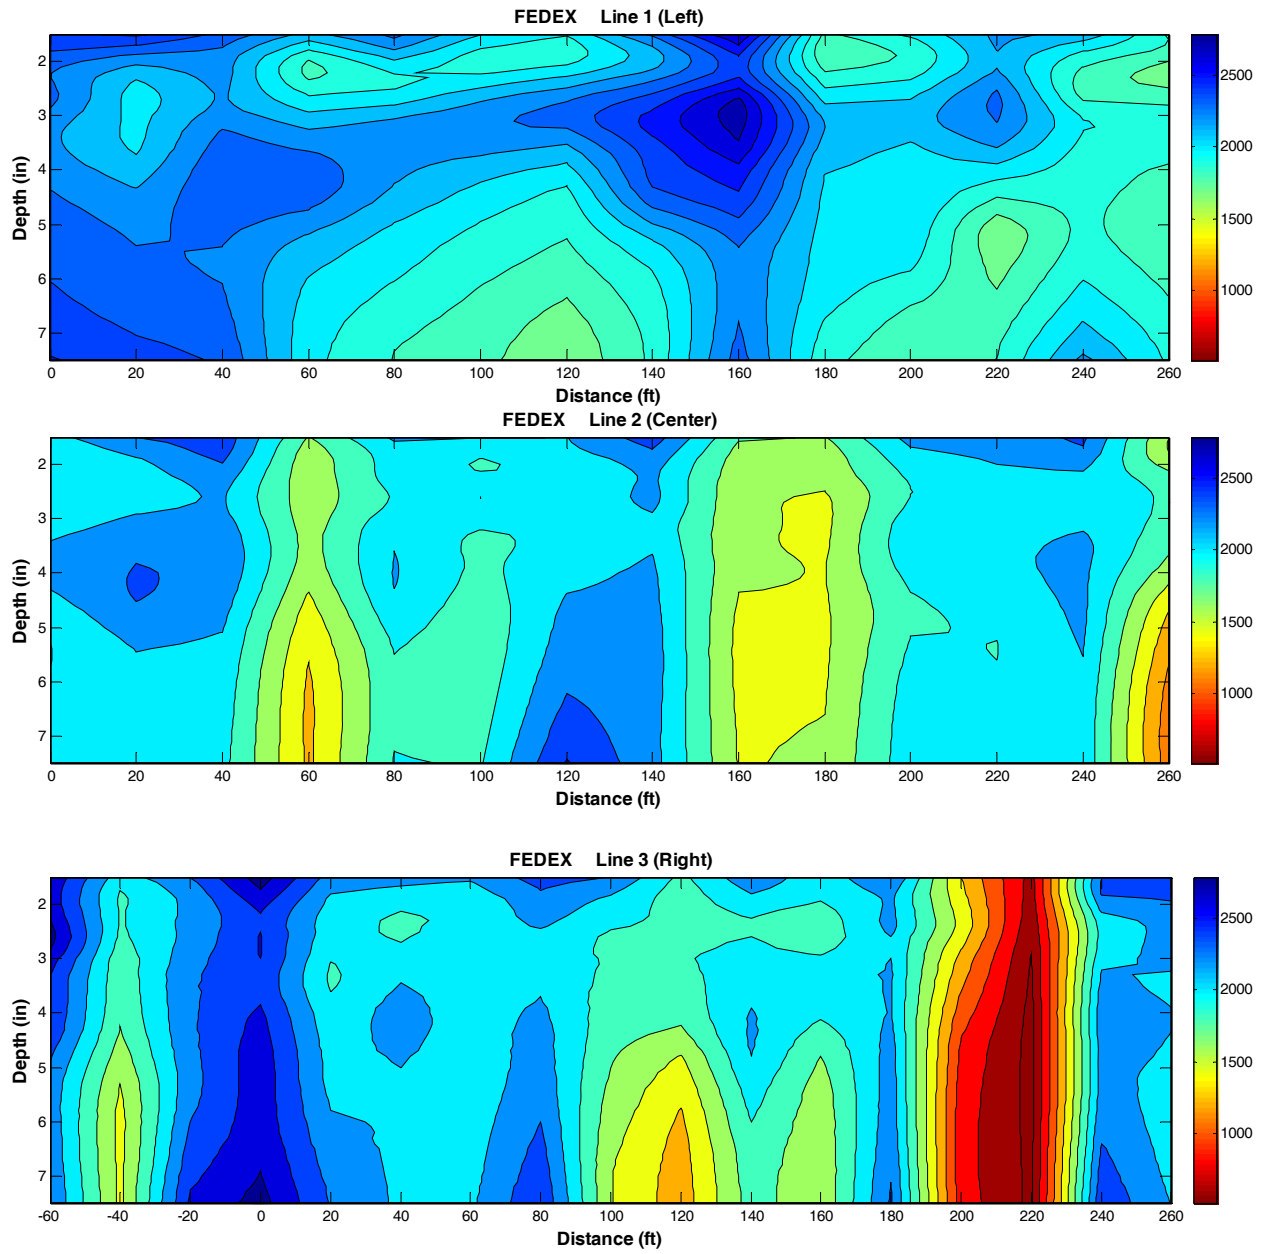 FEDEX Line 1 (Left)
Depth (in)
2
3
4
5
6
7
0 20 40 60 80 100 120 140 160 180 200 220 240 260
Distance (ft)
2500
2000
1500
1000
FEDEX Line 2 (Center)
Depth (in)
2
3
4
5
6
7
0 20 40 60 80 100 120 140 160 180 200 220 240 260
Distance (ft)
2500
2000
1500
1000
FEDEX Line 3 (Right)
Depth (in)
2
3
4
5
6
7
-60 -40 -20 0 20 40 60 80 100 120 140 160 180 200 220 240 260
Distance (ft)
2500
2000
1500
1000